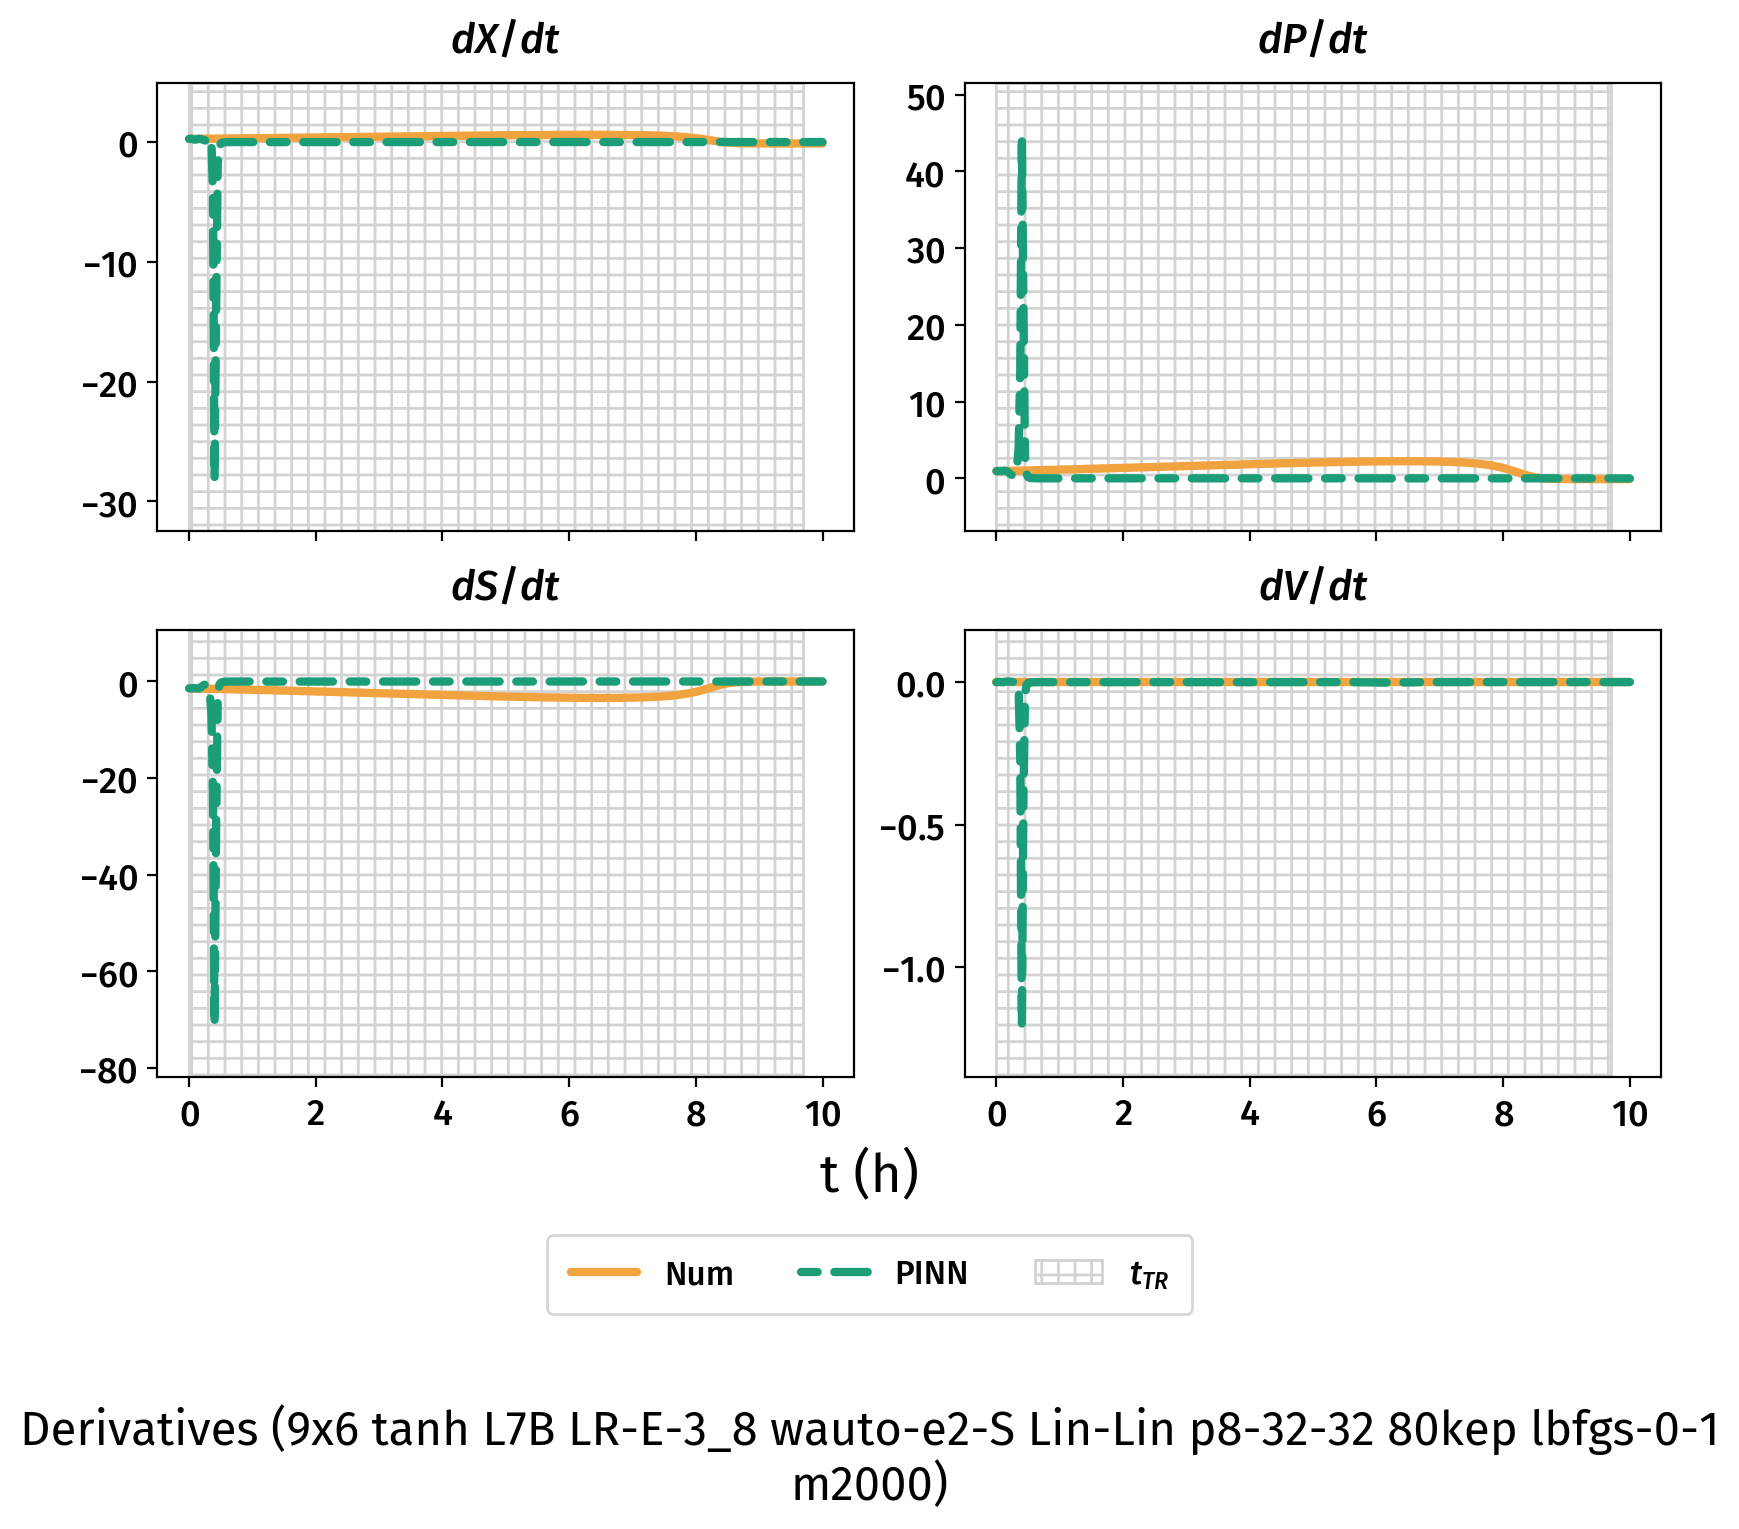 dX/dt
dP/dt
0
−10
−20
−30
50
40
30
20
10
0
dS/dt
dV/dt
0
−20
−40
−60
−80
0.0
−0.5
−1.0
0 2 4 6 8 10
0 2 4 6 8 10
t (h)
Num PINN t_TR
Derivatives (9x6 tanh L7B LR-E-3_8 wauto-e2-S Lin-Lin p8-32-32 80kep lbfgs-0-1
m2000)